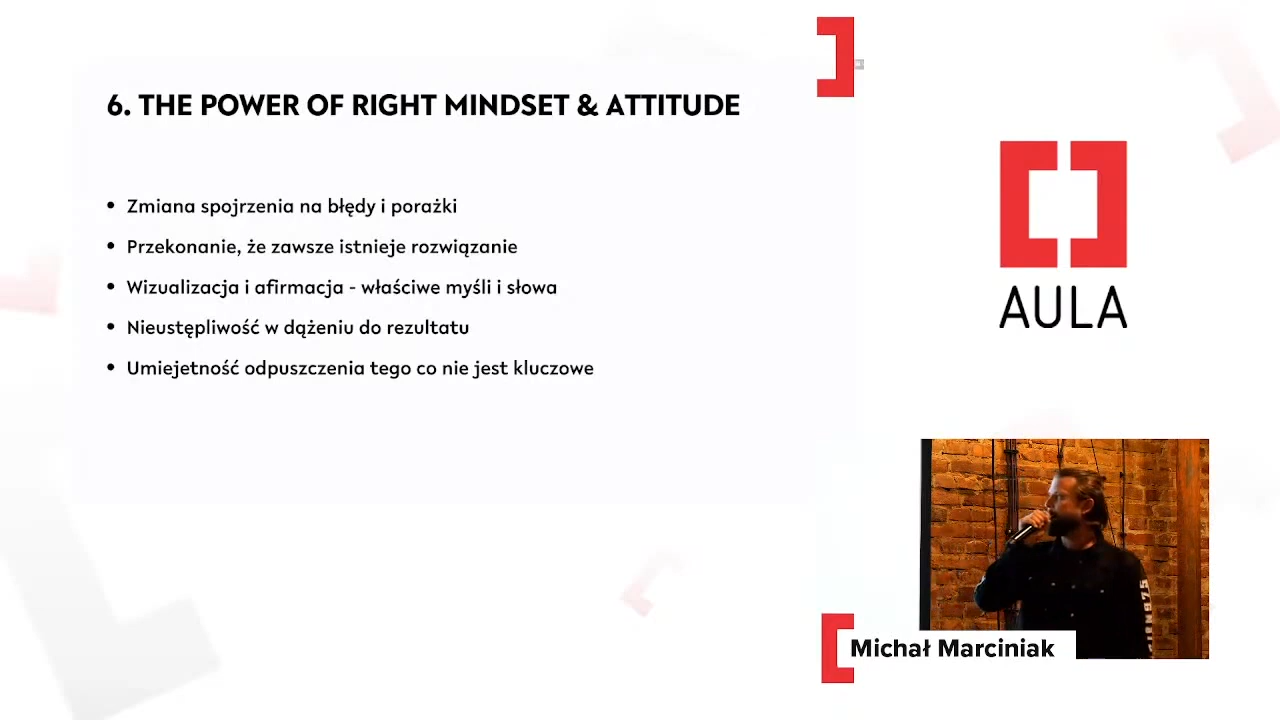 6. THE POWER OF RIGHT MINDSET & ATTITUDE
• Zmiana spojrzenia na błędy i porażki
• Przekonanie, że zawsze istnieje rozwiązanie
• Wizualizacja i afirmacja - właściwe myśli i słowa
• Nieustępliwość w dążeniu do rezultatu
• Umiejetność odpuszczenia tego co nie jest kluczowe
AULA
Michał Marciniak